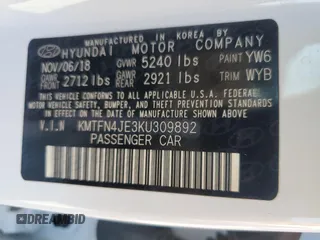 MANUFACTURED IN KOREA BY PAINT
HYUNDAI MOTOR COMPANY YW6
NOV/06/18 GVWR 5240 lbs
GAWR F 2712 lbs GAWR R 2921 lbs TRIM WYB
THIS VEHICLE CONFORMS TO ALL APPLICABLE U.S.A FEDERAL
MOTOR VEHICLE SAFETY, BUMPER, AND THEFT PREVENTION
STANDARDS IN EFFECT ON THE DATE OF MANUFACTURE SHOWN ABOVE.
V.I.N KMTFN4JE3KU309892
PASSENGER CAR
DREAMBID